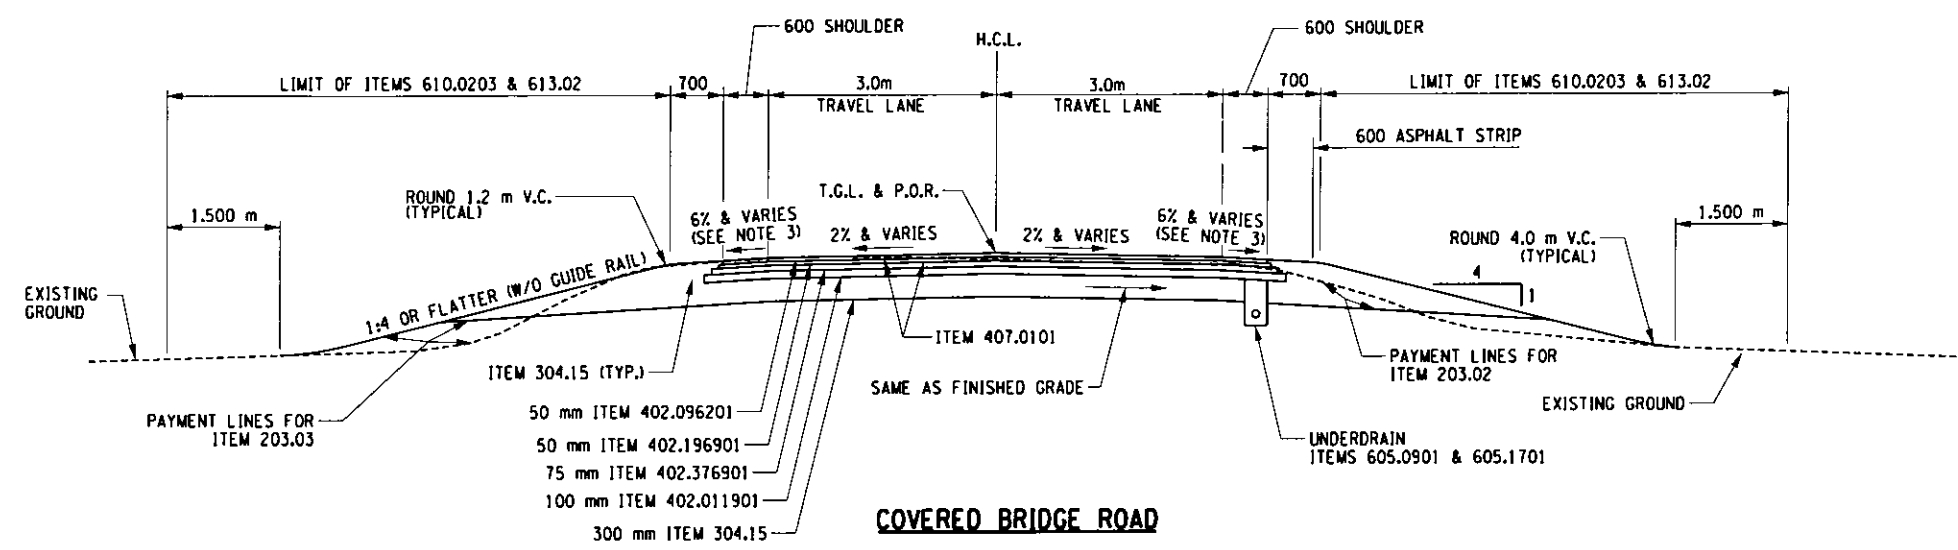 600 SHOULDER
H.C.L.
600 SHOULDER
LIMIT OF ITEMS 610.0203 & 613.02
700
3.0m
TRAVEL LANE
3.0m
TRAVEL LANE
700
LIMIT OF ITEMS 610.0203 & 613.02
600 ASPHALT STRIP
ROUND 1.2 m V.C.
(TYPICAL)
T.G.L. & P.O.R.
1.500 m
6% & VARIES
(SEE NOTE 3)
2% & VARIES
2% & VARIES
6% & VARIES
(SEE NOTE 3)
1.500 m
ROUND 4.0 m V.C.
(TYPICAL)
4
1
EXISTING
GROUND
1:4 OR FLATTER (W/O GUIDE RAIL)
ITEM 407.0101
ITEM 304.15 (TYP.)
SAME AS FINISHED GRADE
PAYMENT LINES FOR
ITEM 203.02
EXISTING GROUND
PAYMENT LINES FOR
ITEM 203.03
50 mm ITEM 402.096201
50 mm ITEM 402.196901
75 mm ITEM 402.376901
100 mm ITEM 402.011901
300 mm ITEM 304.15
UNDERDRAIN
ITEMS 605.0901 & 605.1701
COVERED BRIDGE ROAD